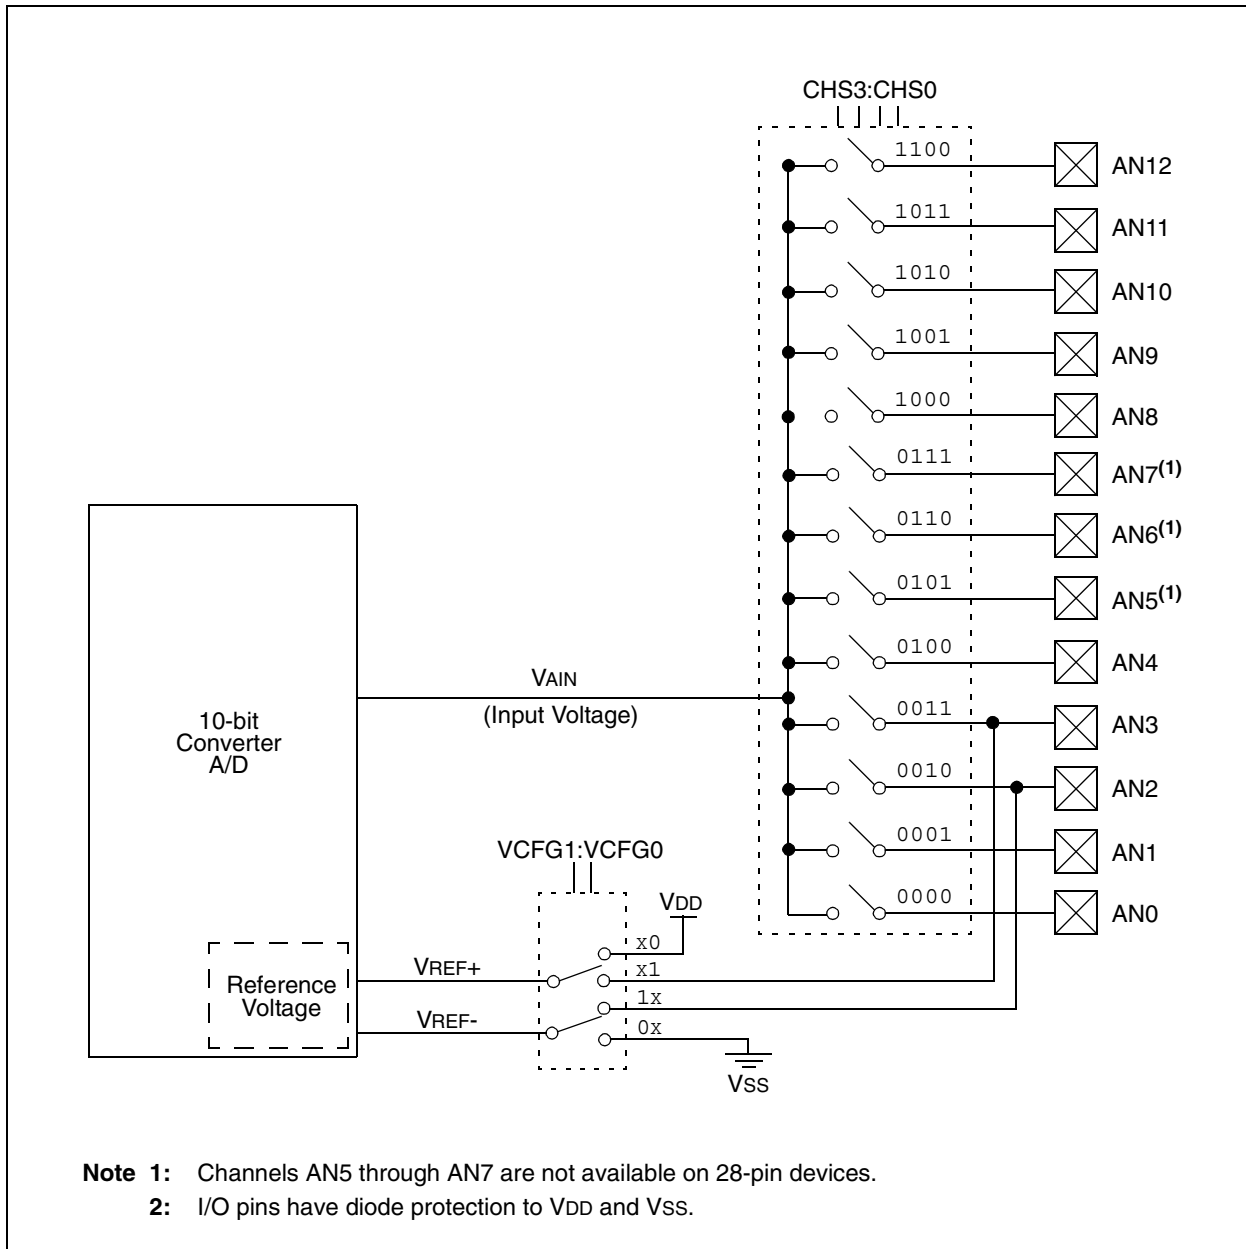 CHS3:CHS0
1100 AN12
1011 AN11
1010 AN10
1001 AN9
1000 AN8
0111 AN7(1)
0110 AN6(1)
0101 AN5(1)
0100 AN4
VAIN
(Input Voltage)
0011 AN3
10-bit
Converter
A/D
0010 AN2
0001 AN1
VCFG1:VCFG0
0000 AN0
VDD
x0
VREF+
x1
Reference
Voltage
1x
VREF-
0x
VSS
Note 1: Channels AN5 through AN7 are not available on 28-pin devices.
2: I/O pins have diode protection to VDD and VSS.